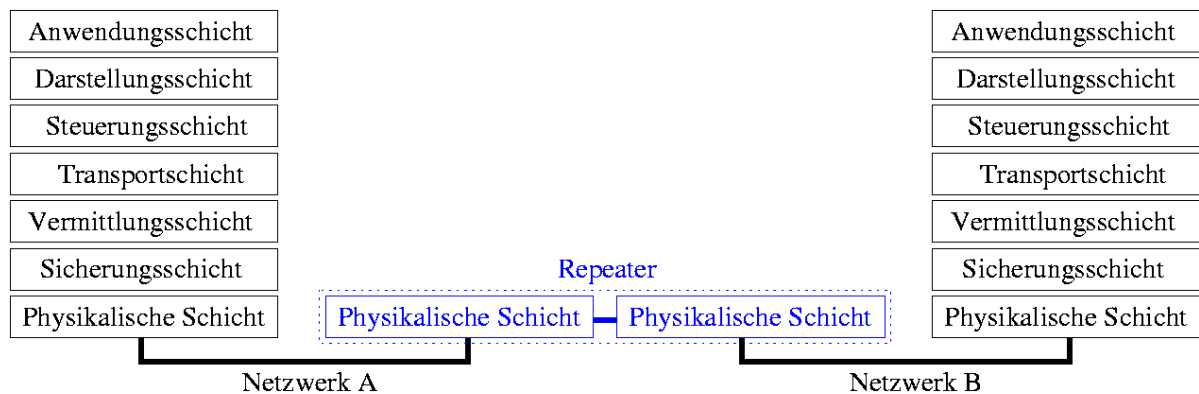 Anwendungsschicht
Darstellungsschicht
Steuerungsschicht
Transportschicht
Vermittlungsschicht
Sicherungsschicht
Physikalische Schicht
Netzwerk A
Repeater
Physikalische Schicht
Physikalische Schicht
Anwendungsschicht
Darstellungsschicht
Steuerungsschicht
Transportschicht
Vermittlungsschicht
Sicherungsschicht
Physikalische Schicht
Netzwerk B